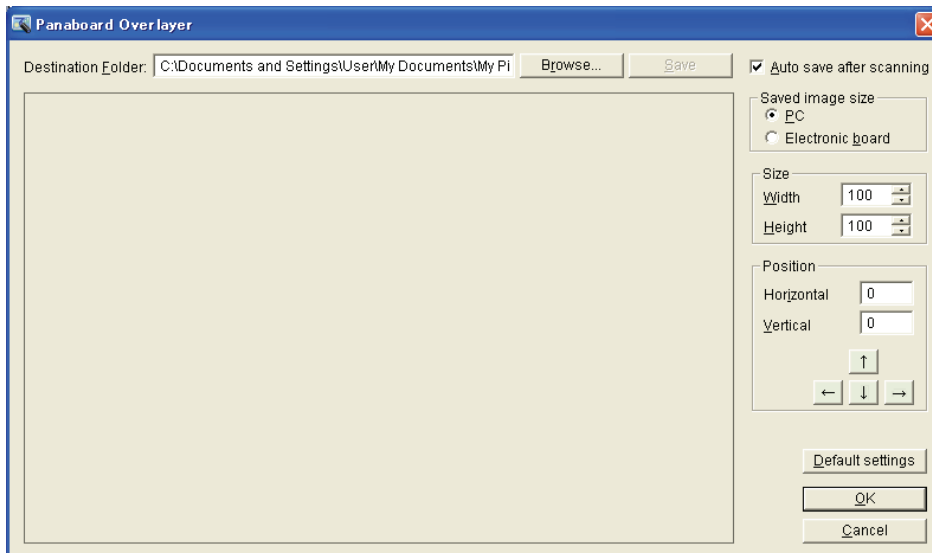 Panaboard Overlayer
Destination Folder: C:\Documents and Settings\User\My Documents\My Pi Browse... Save Auto save after scanning
Saved image size
PC
Electronic board
Size
Width 100
Height 100
Position
Horizontal 0
Vertical 0
↑
← ↓ →
Default settings
OK
Cancel